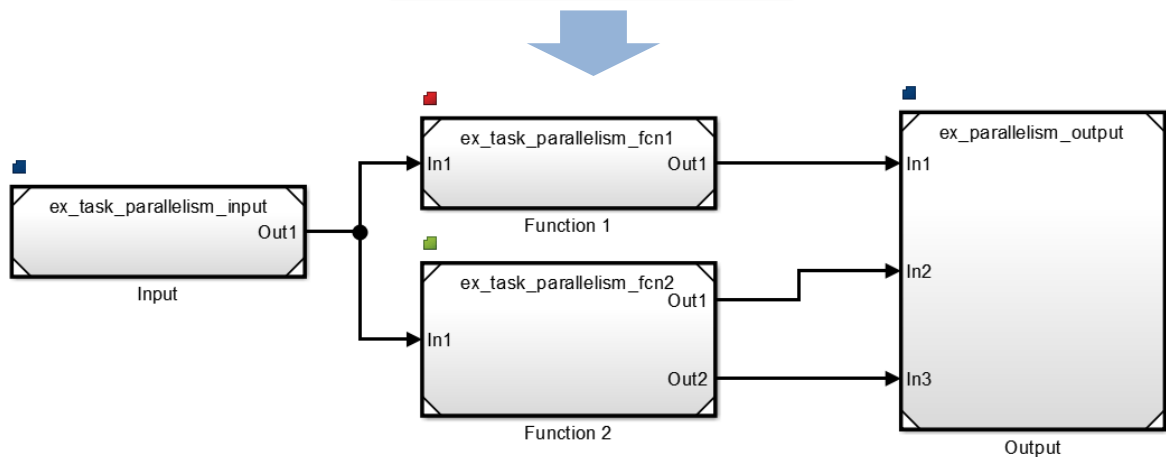 ex_task_parallelism_input
Out1
Input
ex_task_parallelism_fcn1
In1
Out1
Function 1
ex_task_parallelism_fcn2
Out1
In1
Out2
Function 2
ex_parallelism_output
In1
In2
In3
Output